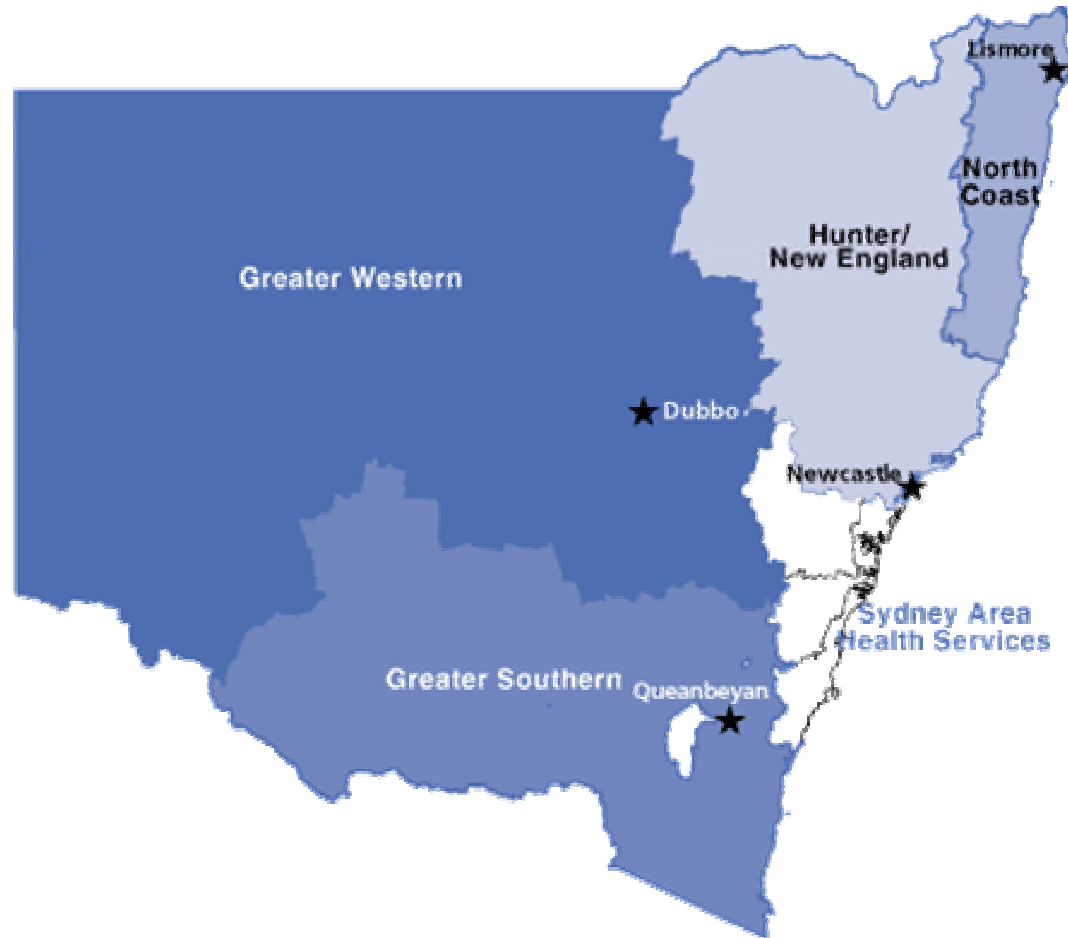 Lismore
North
Coast
Hunter/
New England
Greater Western
Dubbo
Newcastle
Sydney Area
Health Services
Greater Southern
Queanbeyan